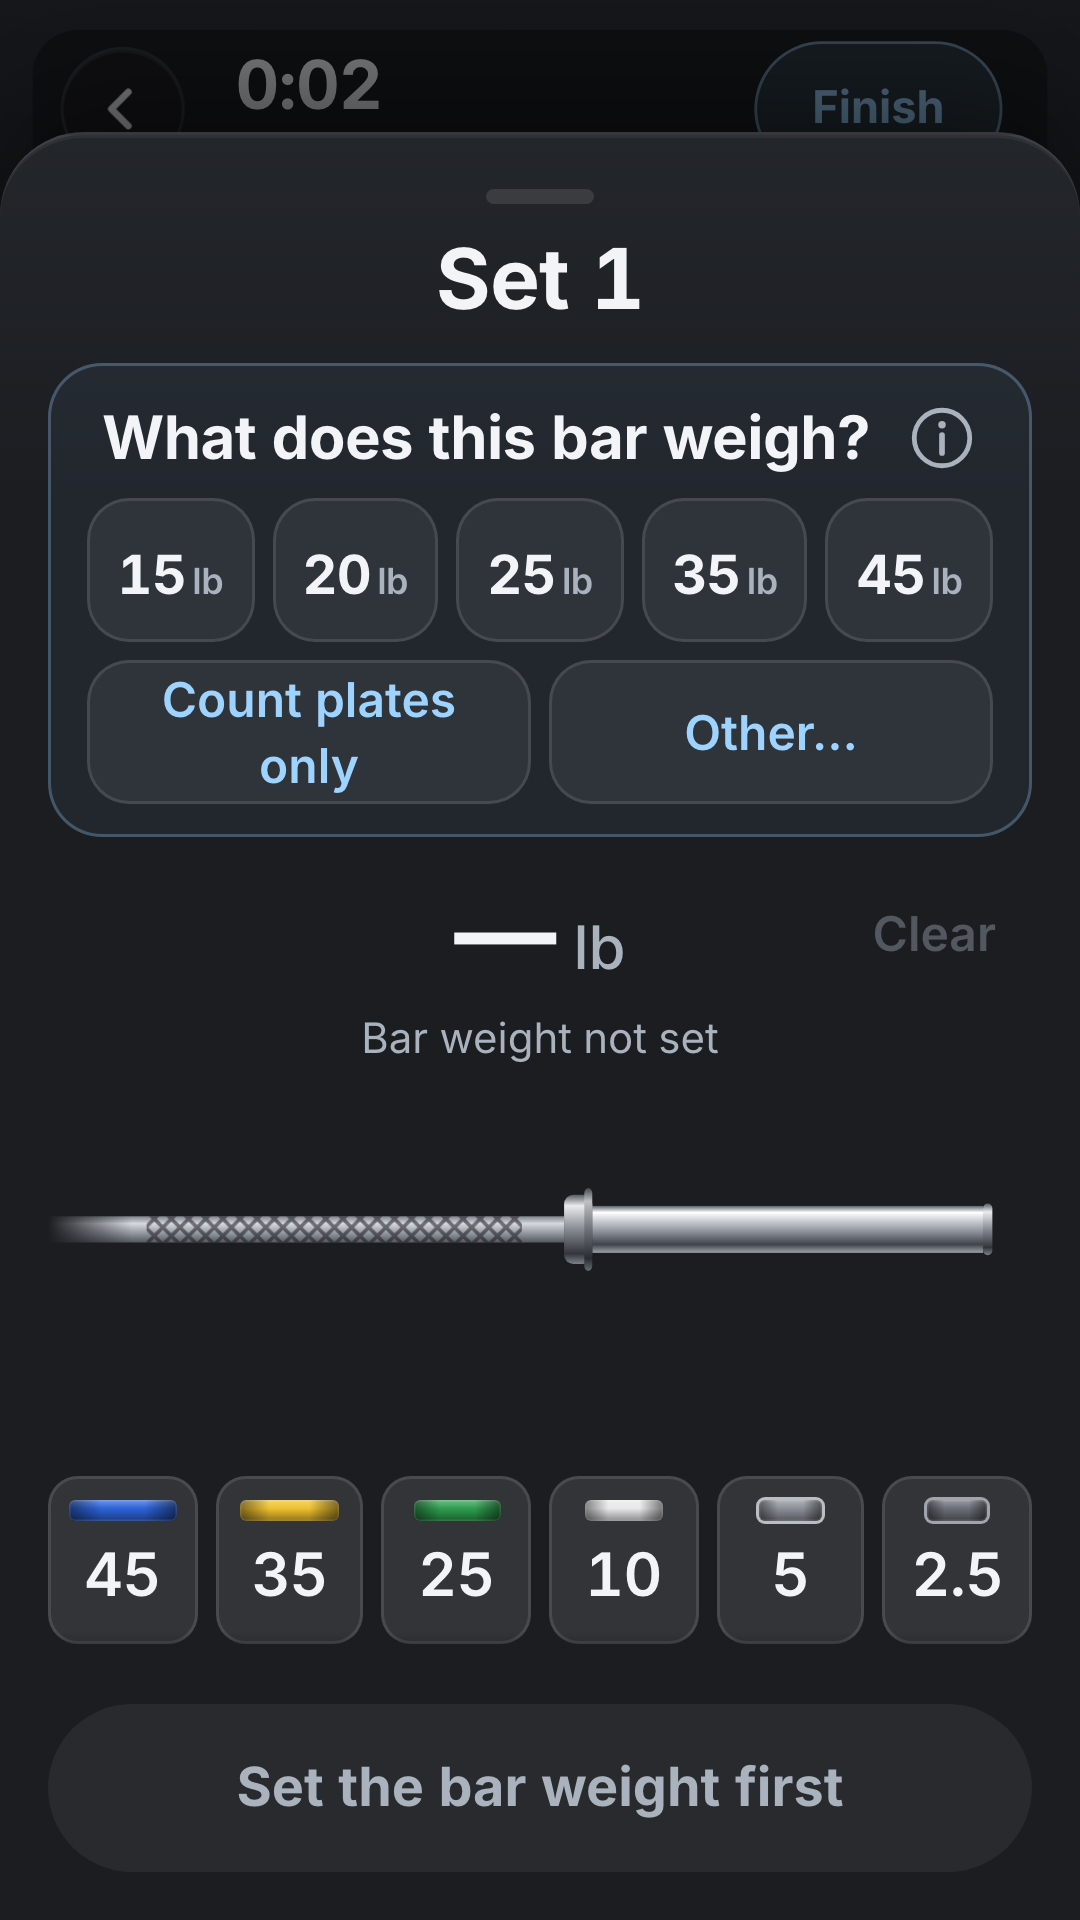 0:02
Finish
Set 1
What does this bar weigh?
15 lb 20 lb 25 lb 35 lb 45 lb
Count plates
only
Other...
— lb
Clear
Bar weight not set
45 35 25 10 5 2.5
Set the bar weight first